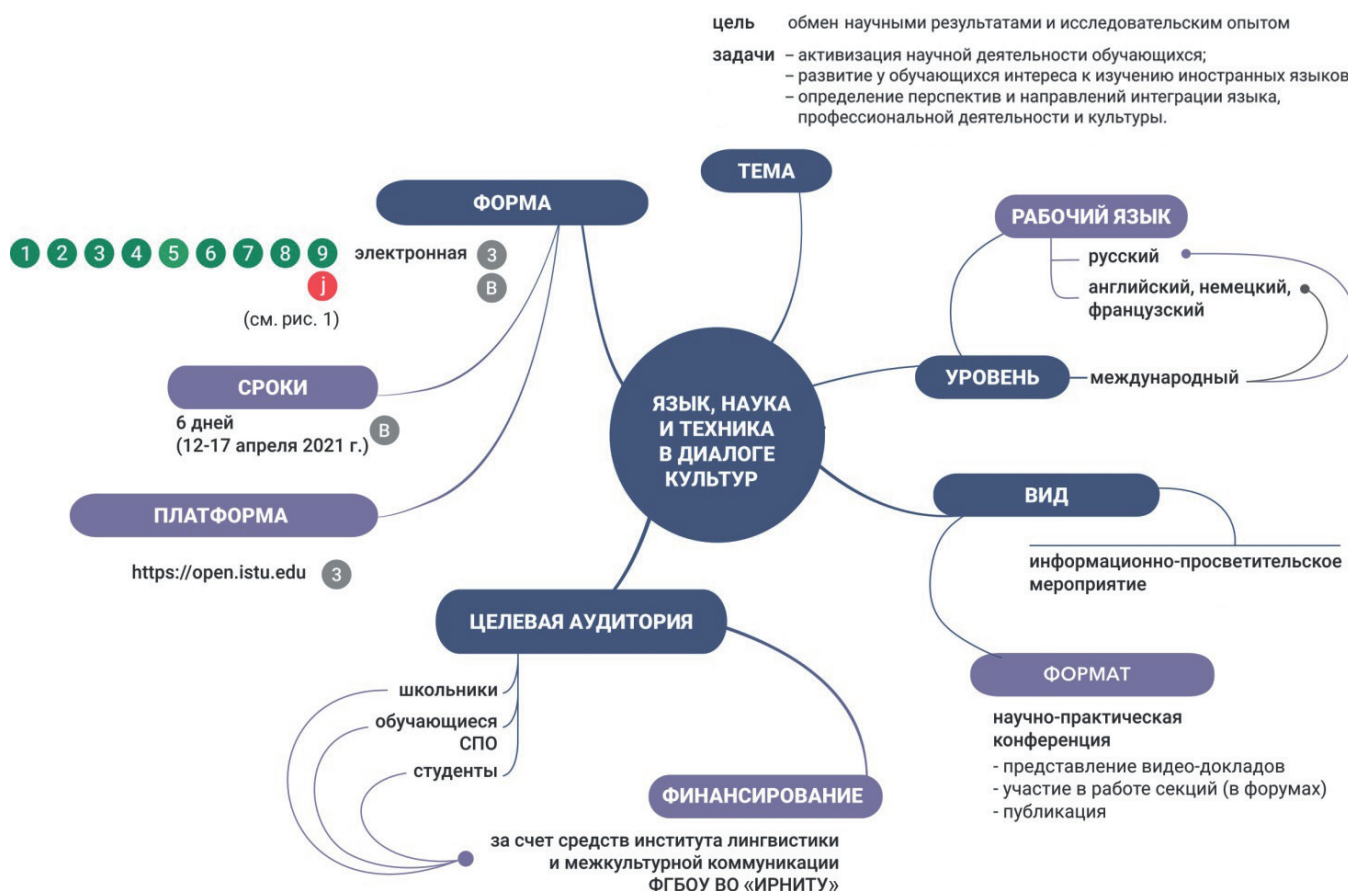 цель обмен научными результатами и исследовательским опытом
задачи – активизация научной деятельности обучающихся;
– развитие у обучающихся интереса к изучению иностранных языков
– определение перспектив и направлений интеграции языка,
профессиональной деятельности и культуры.
ТЕМА
ФОРМА
1 2 3 4 5 6 7 8 9 электронная 3
j B
(см. рис. 1)
СРОКИ
6 дней
(12-17 апреля 2021 г.) B
ПЛАТФОРМА
https://open.istu.edu 3
РАБОЧИЙ ЯЗЫК
русский
английский, немецкий,
французский
УРОВЕНЬ
международный
ЯЗЫК, НАУКА
И ТЕХНИКА
В ДИАЛОГЕ
КУЛЬТУР
ВИД
информационно-просветительское
мероприятие
ФОРМАТ
научно-практическая
конференция
- представление видео-докладов
- участие в работе секций (в форумах)
- публикация
ЦЕЛЕВАЯ АУДИТОРИЯ
школьники
обучающиеся
СПО
студенты
ФИНАНСИРОВАНИЕ
за счет средств института лингвистики
и межкультурной коммуникации
ФГБОУ ВО «ИРНИТУ»